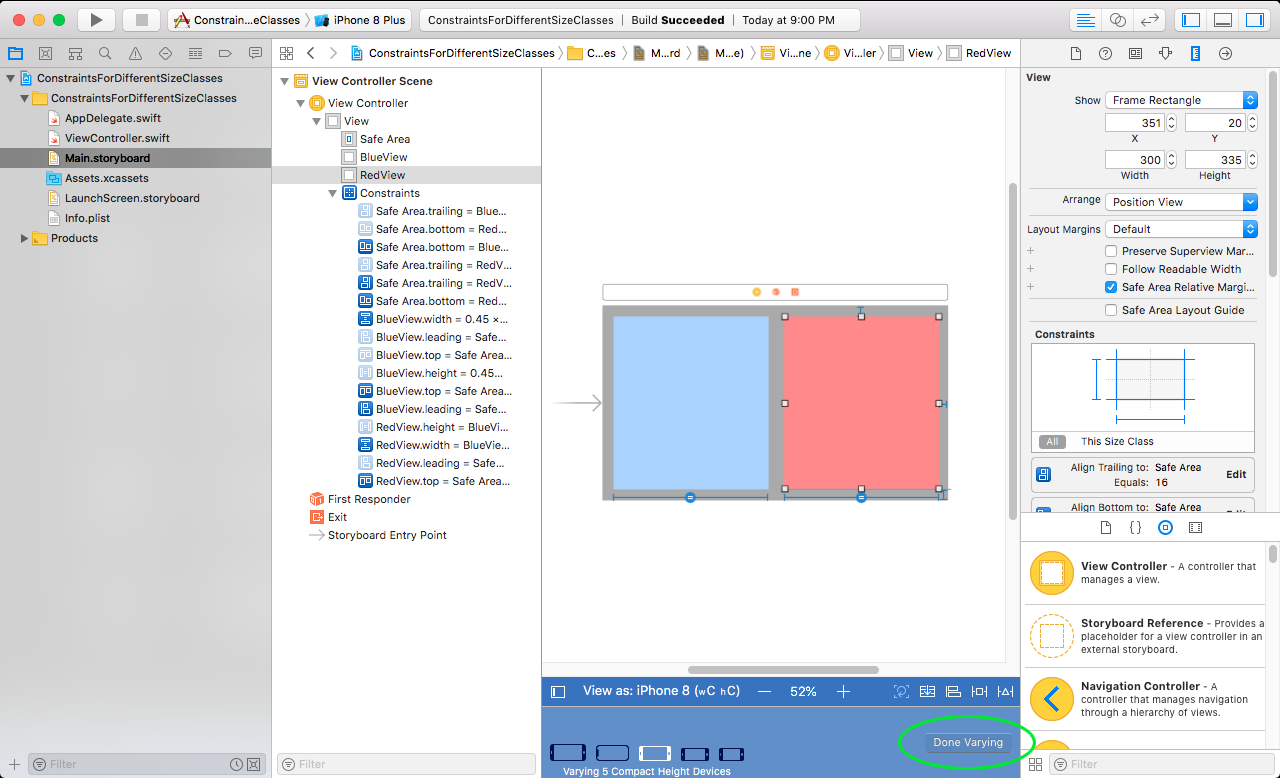 Constrain...eClasses
iPhone 8 Plus
ConstraintsForDifferentSizeClasses | Build Succeeded | Today at 9:00 PM
ConstraintsForDifferentSizeClasses
C...es
M...rd
M...e)
Vi...ne
Vi...ler
View
RedView
ConstraintsForDifferentSizeClasses
ConstraintsForDifferentSizeClasses
AppDelegate.swift
ViewController.swift
Main.storyboard
Assets.xcassets
LaunchScreen.storyboard
Info.plist
Products
Filter
View Controller Scene
View Controller
View
Safe Area
BlueView
RedView
Constraints
Safe Area.trailing = Blue...
Safe Area.bottom = Red...
Safe Area.bottom = Blue...
Safe Area.trailing = RedV...
Safe Area.trailing = RedV...
Safe Area.bottom = Red...
BlueView.width = 0.45 ×...
BlueView.leading = Safe...
BlueView.top = Safe Area...
BlueView.height = 0.45...
BlueView.top = Safe Area...
BlueView.leading = Safe...
RedView.height = BlueVi...
RedView.width = BlueVie...
RedView.leading = Safe...
RedView.top = Safe Area...
First Responder
Exit
Storyboard Entry Point
Filter
View as: iPhone 8 (wC hC)
52%
Done Varying
Varying 5 Compact Height Devices
View
Show Frame Rectangle
351 20
X Y
300 335
Width Height
Arrange Position View
Layout Margins Default
Preserve Superview Mar...
Follow Readable Width
Safe Area Relative Margi...
Safe Area Layout Guide
Constraints
All This Size Class
Align Trailing to: Safe Area
Edit
Equals: 16
Align Bottom to: Safe Area
Edit
View Controller - A controller that
manages a view.
Storyboard Reference - Provides a
placeholder for a view controller in an
external storyboard.
Navigation Controller - A
controller that manages navigation
through a hierarchy of views.
Filter